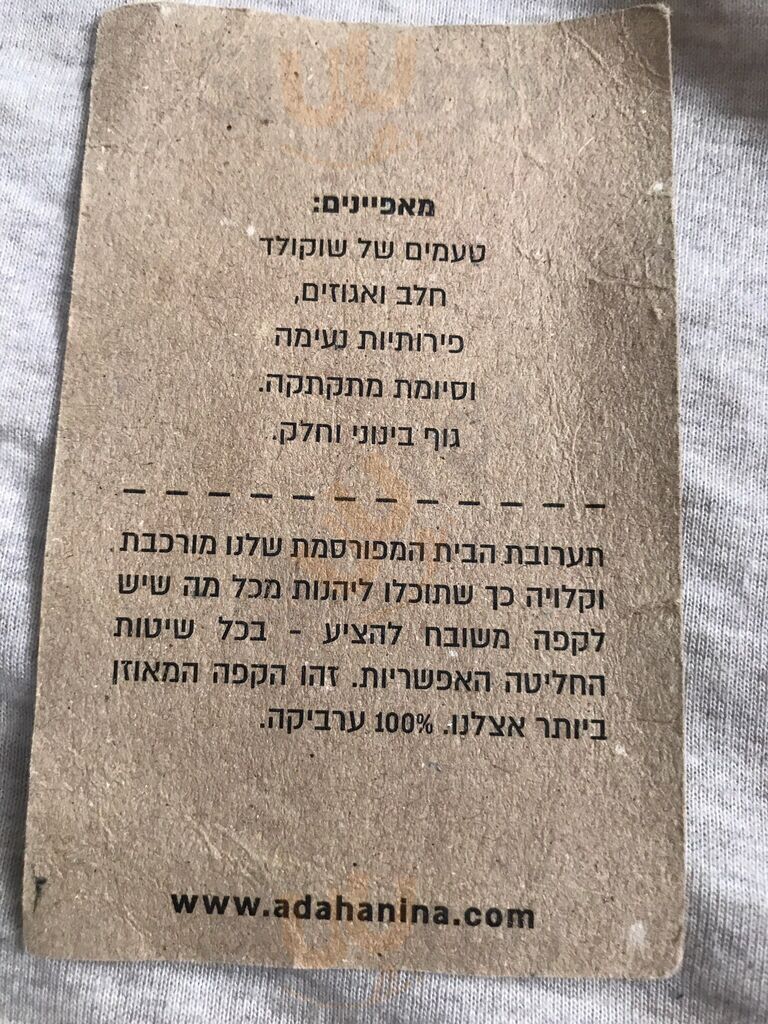 מאפיינים:
טעמים של שוקולד
חלב ואגוזים,
פירותיות נעימה
וסיומת מתקתקה.
גוף בינוני וחלק.
תערובת הבית המפורסמת שלנו מורכבת
וקלויה כך שתוכלו ליהנות מכל מה שיש
לקפה משובח להציע - בכל שיטות
החליטה האפשריות. זהו הקפה המאוזן
ביותר אצלנו. 100% ערביקה.
www.adahanina.com